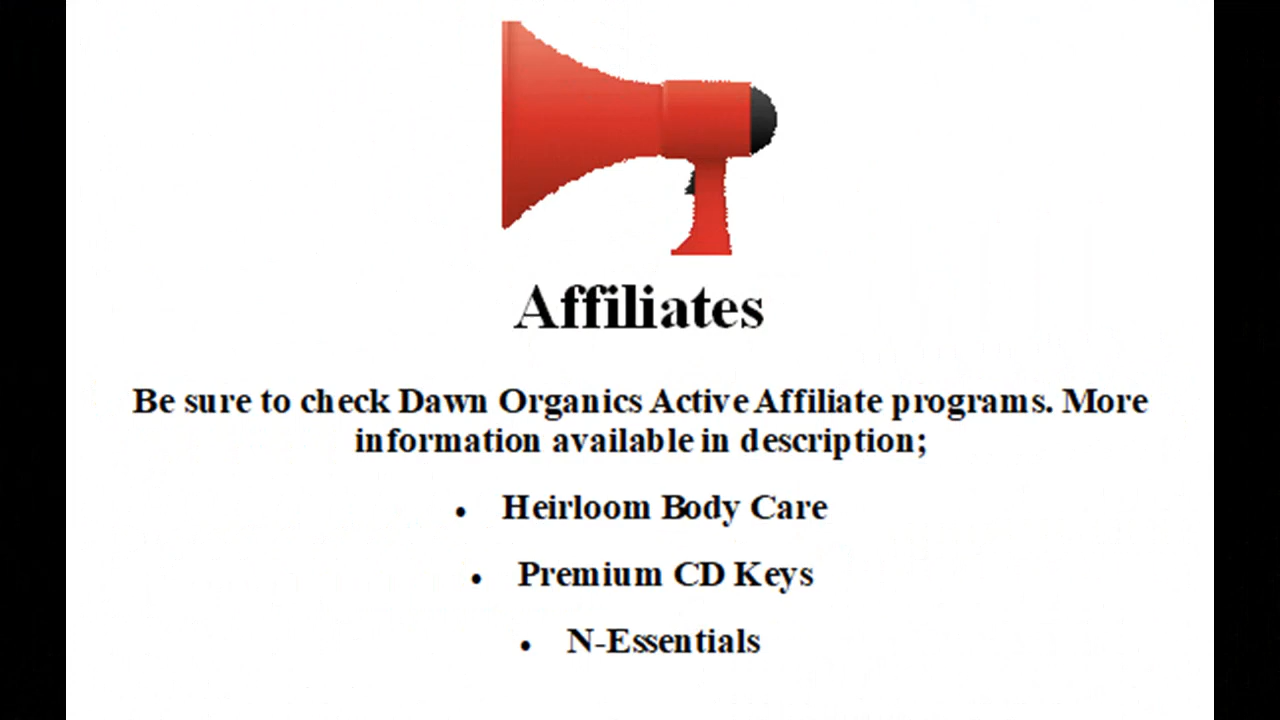 Affiliates
Be sure to check Dawn Organics Active Affiliate programs. More
information available in description;
• Heirloom Body Care
• Premium CD Keys
• N-Essentials